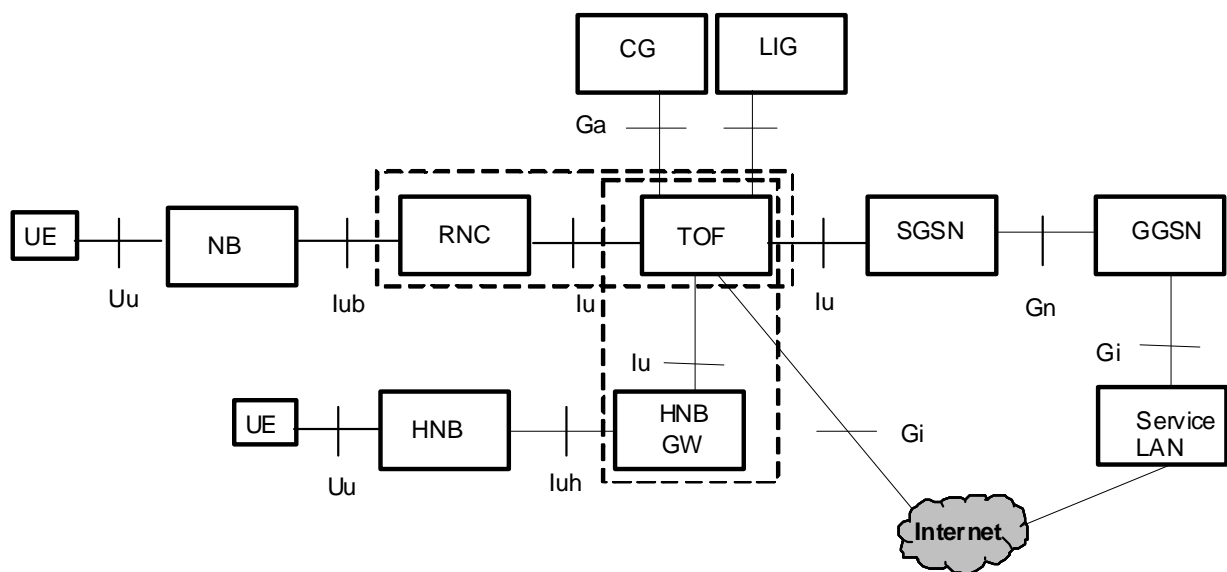 CG
LIG
Ga
UE
NB
RNC
TOF
SGSN
GGSN
Uu
Iub
Iu
Iu
Gn
Iu
Gi
UE
HNB
HNB
GW
Gi
Service
LAN
Uu
Iuh
Internet